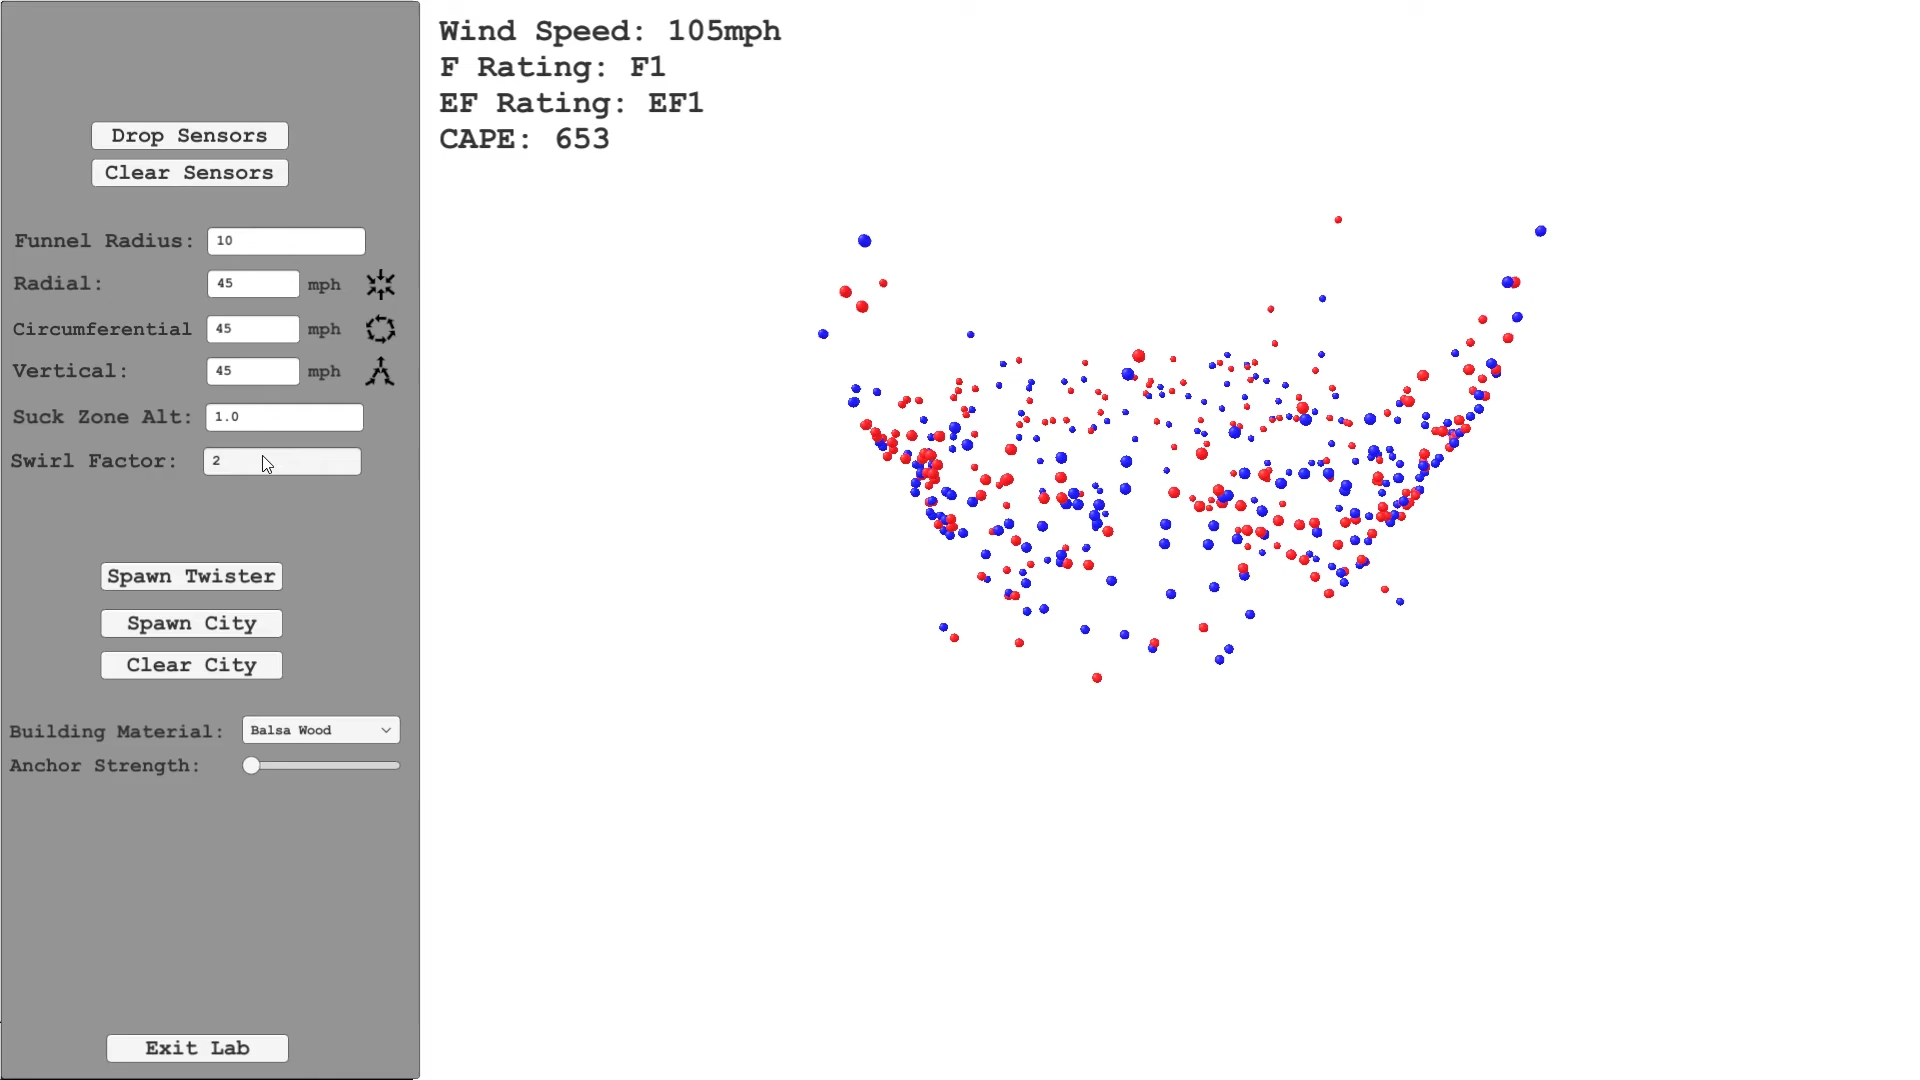 Wind Speed: 105mph
F Rating: F1
EF Rating: EF1
CAPE: 653
Drop Sensors
Clear Sensors
Funnel Radius: 10
Radial: 45 mph
Circumferential 45 mph
Vertical: 45 mph
Suck Zone Alt: 1.0
Swirl Factor: 2
Spawn Twister
Spawn City
Clear City
Building Material: Balsa Wood
Anchor Strength:
Exit Lab